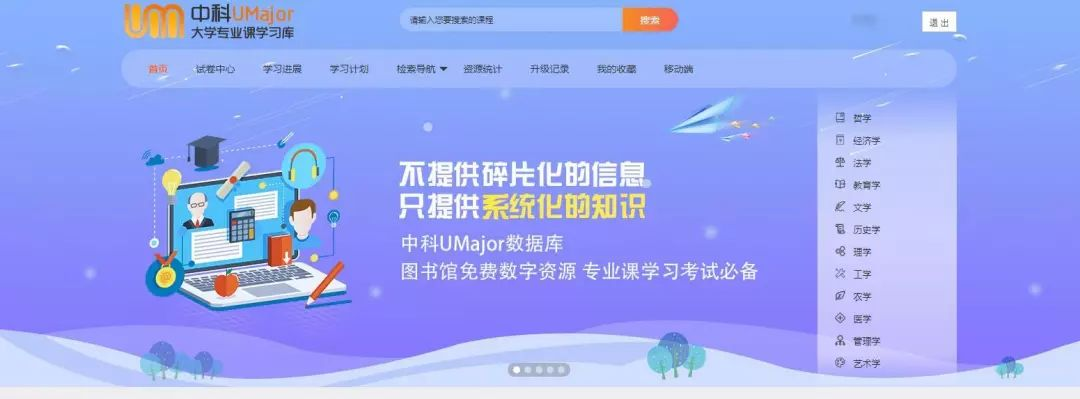 中科UMajor
大学专业课学习库
请输入您要搜索的课程
搜索
退出
首页 试卷中心 学习进展 学习计划 检索导航 资源统计 升级记录 我的收藏 移动端
不提供碎片化的信息
只提供系统化的知识
中科UMajor数据库
图书馆免费数字资源 专业课学习考试必备
哲学
经济学
法学
教育学
文学
历史学
理学
工学
农学
医学
管理学
艺术学